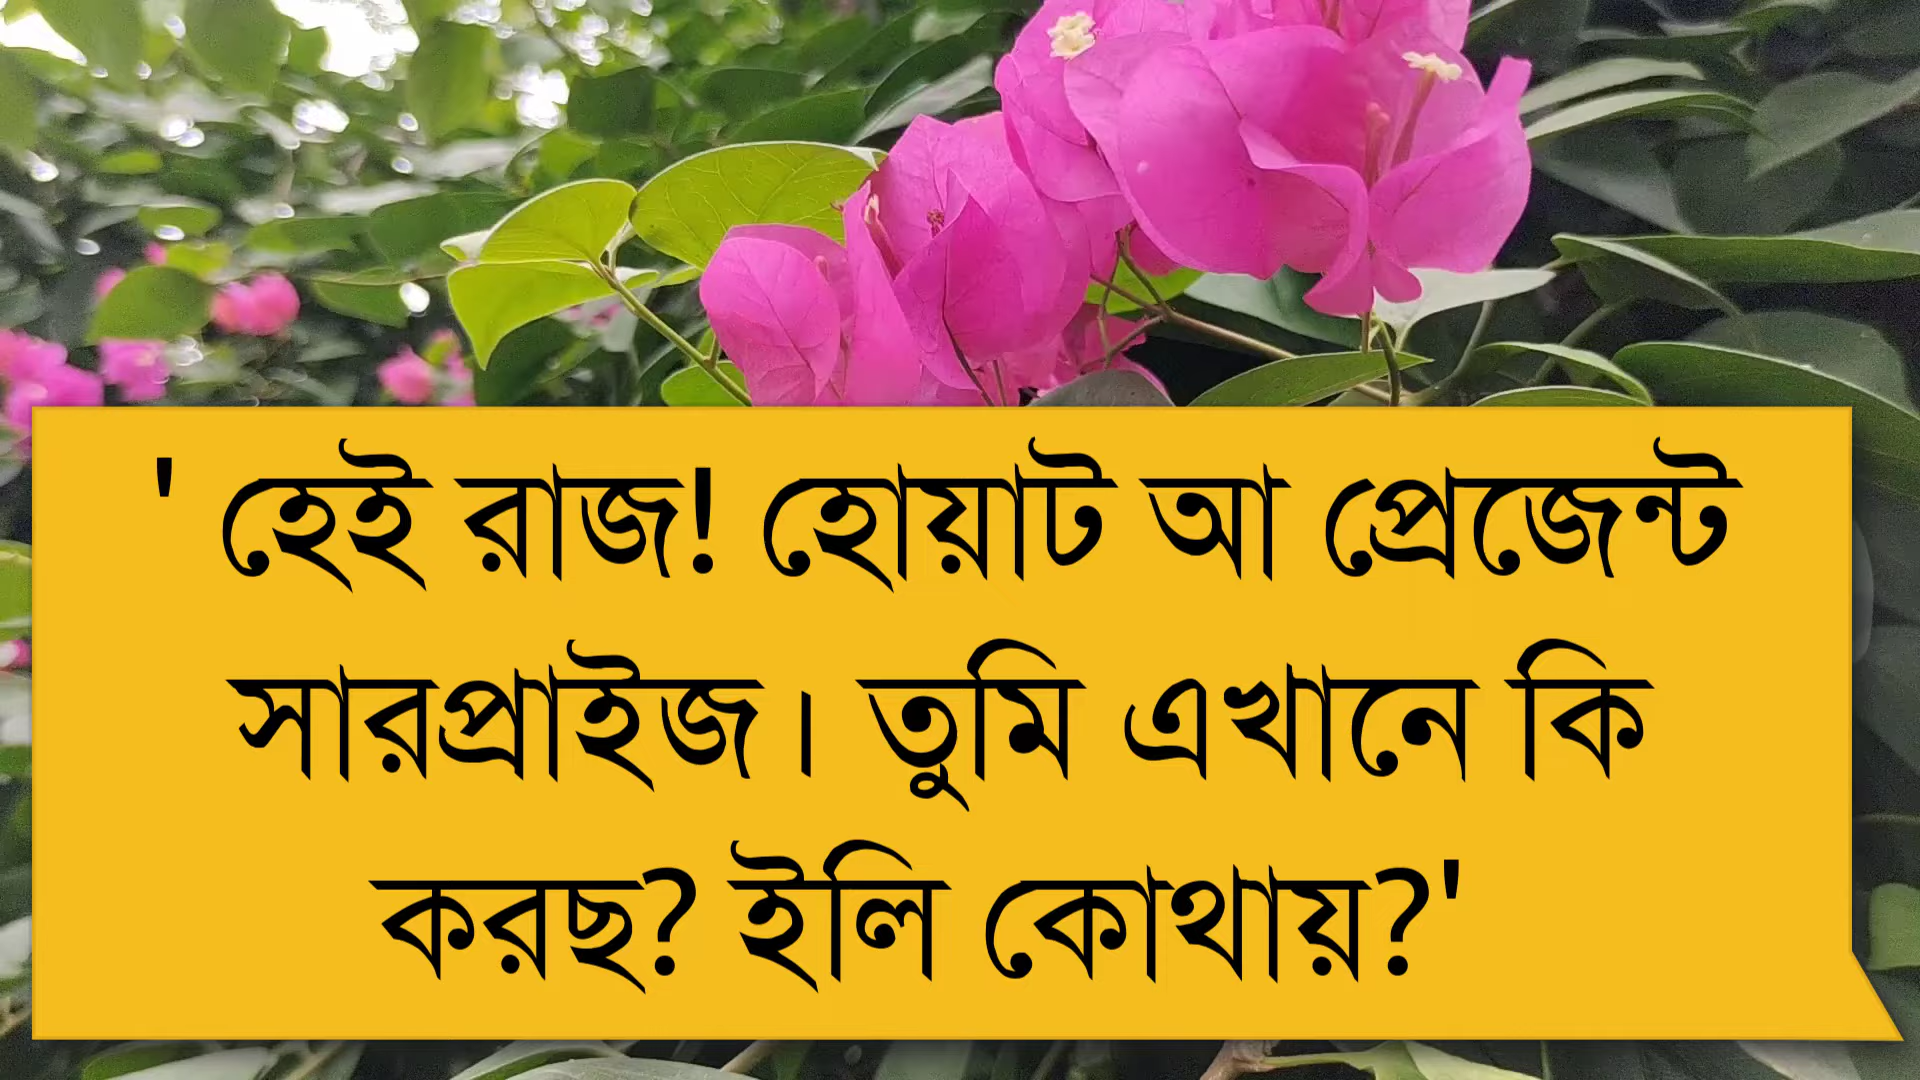 ' হেই রাজ! হোয়াট আ প্রেজেন্ট
সারপ্রাইজ। তুমি এখানে কি
করছ? ইলি কোথায়?'